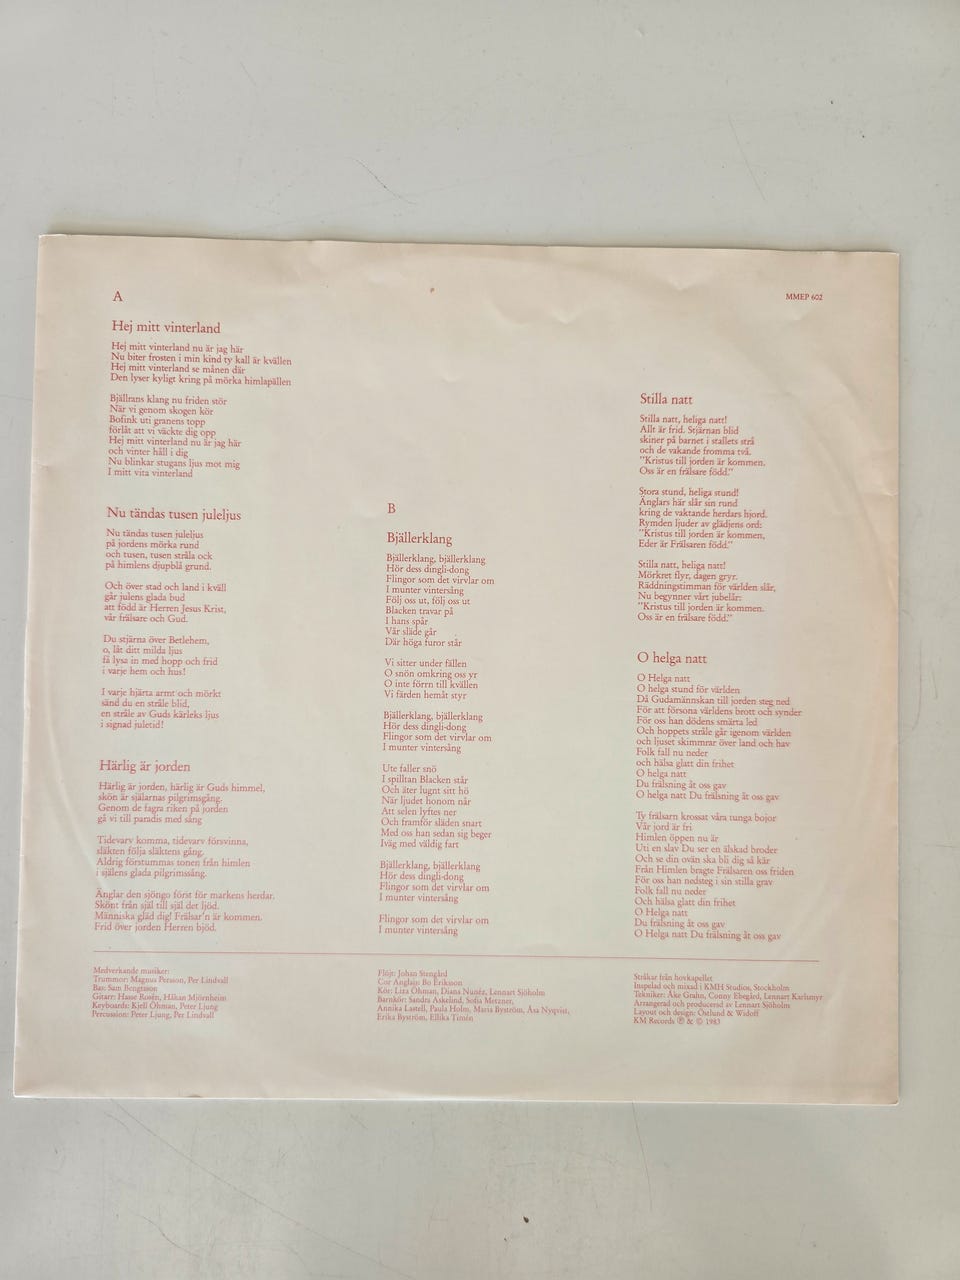 A
MMEP 602
Hej mitt vinterland
Hej mitt vinterland nu är jag här
Nu biter frosten i min kind ty kall är kvällen
Hej mitt vinterland se månen där
Den lyser kyligt kring på mörka himlapällen
Bjällrans klang nu friden stör
När vi genom skogen kör
Bofink uti granens topp
förlåt att vi väckte dig opp
Hej mitt vinterland nu är jag här
och vinter håll i dig
Nu blinkar stugans ljus mot mig
I mitt vita vinterland
Nu tändas tusen juleljus
Nu tändas tusen juleljus
på jordens mörka rund
och tusen, tusen stråla ock
på himlens djupblå grund.
Och över stad och land i kväll
går julens glada bud
att född är Herren Jesus Krist,
vår frälsare och Gud.
Du stjärna över Betlehem,
o, låt ditt milda ljus
få lysa in med hopp och frid
i varje hem och hus!
I varje hjärta armt och mörkt
sänd du en stråle blid,
en stråle av Guds kärleks ljus
i signad juletid!
Härlig är jorden
Härlig är jorden, härlig är Guds himmel,
skön är själarnas pilgrimsgång.
Genom de fagra riken på jorden
gå vi till paradis med sång
Tidevarv komma, tidevarv försvinna,
släkten följa släktens gång.
Aldrig förstummas tonen från himlen
i själens glada pilgrimssång.
Änglar den sjöngo först för markens herdar.
Skönt från själ till själ det ljöd.
Människa gläd dig! Frälsar'n är kommen.
Frid över jorden Herren bjöd.
B
Bjällerklang
Bjällerklang, bjällerklang
Hör dess dingli-dong
Flingor som det virvlar om
I munter vintersång
Följ oss ut, följ oss ut
Blacken travar på
I hans spår
Vår släde går
Där höga furor står
Vi sitter under fällen
O snön omkring oss yr
O inte förrn till kvällen
Vi färden hemåt styr
Bjällerklang, bjällerklang
Hör dess dingli-dong
Flingor som det virvlar om
I munter vintersång
Ute faller snö
I spilltan Blacken står
Och äter lugnt sitt hö
När ljudet honom når
Att selen lyftes ner
Och framför släden snart
Med oss han sedan sig beger
Iväg med väldig fart
Bjällerklang, bjällerklang
Hör dess dingli-dong
Flingor som det virvlar om
I munter vintersång
Flingor som det virvlar om
I munter vintersång
Stilla natt
Stilla natt, heliga natt!
Allt är frid. Stjärnan blid
skiner på barnet i stallets strå
och de vakande fromma två.
"Kristus till jorden är kommen.
Oss är en frälsare född."
Stora stund, heliga stund!
Änglars här slår sin rund
kring de vaktande herdars hjord.
Rymden ljuder av glädjens ord:
"Kristus till jorden är kommen,
Eder är Frälsaren född."
Stilla natt, heliga natt!
Mörkret flyr, dagen gryr.
Räddningstimman för världen slår,
Nu begynner vårt jubelår:
"Kristus till jorden är kommen.
Oss är en frälsare född."
O helga natt
O Helga natt
O helga stund för världen
Då Gudamännskan till jorden steg ned
För att försona världens brott och synder
För oss han dödens smärta led
Och hoppets stråle går igenom världen
och ljuset skimmrar över land och hav
Folk fall nu neder
och hälsa glatt din frihet
O helga natt
Du frälsning åt oss gav
O helga natt Du frälsning åt oss gav
Ty frälsarn krossat våra tunga bojor
Vår jord är fri
Himlen öppen nu är
Uti en slav Du ser en älskad broder
Och se din ovän ska bli dig så kär
Från Himlen bragte Frälsaren oss friden
För oss han nedsteg i sin stilla grav
Folk fall nu neder
Och hälsa glatt din frihet
O Helga natt
Du frälsning åt oss gav
O Helga natt Du frälsning åt oss gav
Medverkande musiker:
Trummor: Magnus Persson, Per Lindvall
Bas: Sam Bengtsson
Gitarr: Hasse Rosén, Håkan Mjörnheim
Keyboards: Kjell Öhman, Peter Ljung
Percussion: Peter Ljung, Per Lindvall
Flöjt: Johan Stengård
Cor Anglais: Bo Eriksson
Kör: Liza Öhman, Diana Nunéz, Lennart Sjöholm
Barnkör: Sandra Askelind, Sofia Metzner,
Annika Lastell, Paula Holm, Maria Byström, Åsa Nyqvist,
Erika Byström, Ellika Timén
Stråkar från hovkapellet
Inspelad och mixad i KMH Studios, Stockholm
Tekniker: Åke Grahn, Conny Ebegård, Lennart Karlsmyr
Arrangerad och producerad av Lennart Sjöholm
Layout och design: Östlund & Widoff
KM Records ℗ & © 1983